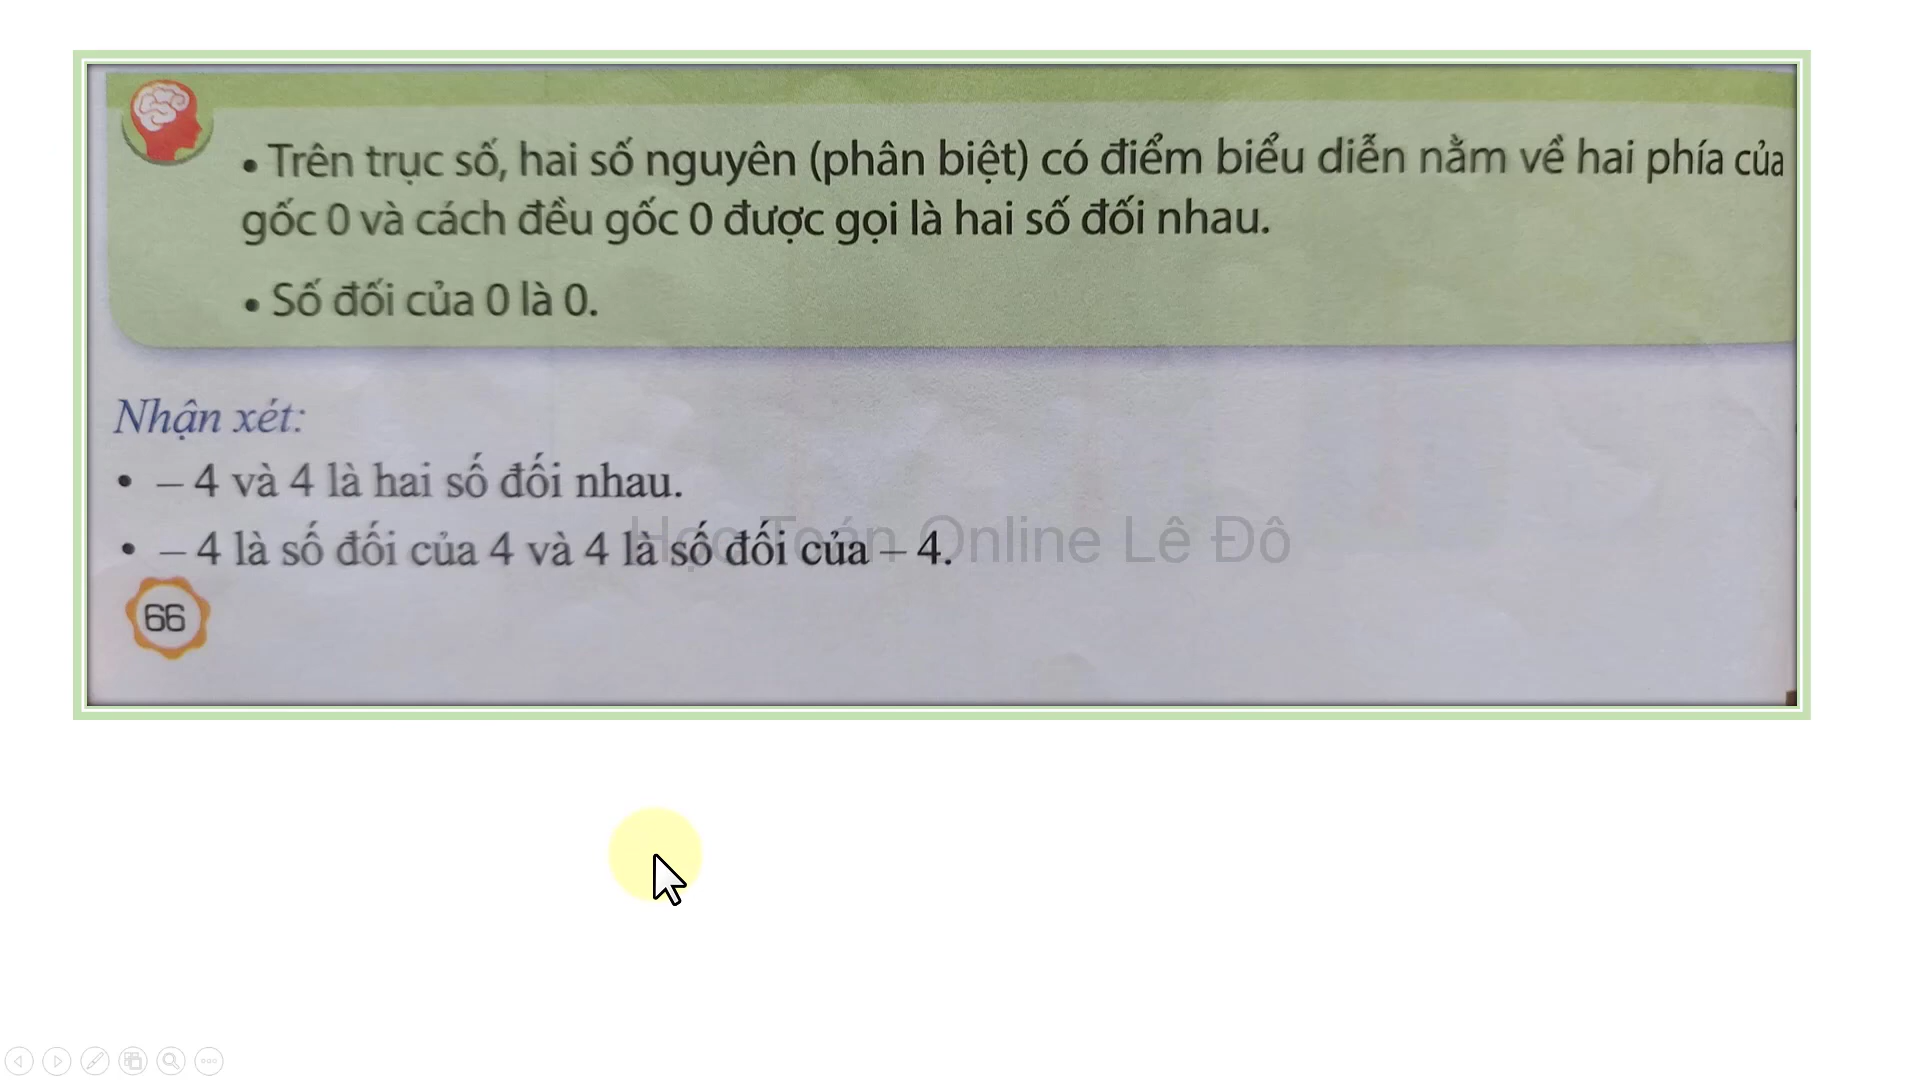 • Trên trục số, hai số nguyên (phân biệt) có điểm biểu diễn nằm về hai phía của
gốc 0 và cách đều gốc 0 được gọi là hai số đối nhau.
• Số đối của 0 là 0.
Nhận xét:
• – 4 và 4 là hai số đối nhau.
• – 4 là số đối của 4 và 4 là số đối của – 4.
Học Toán Online Lê Đô
66